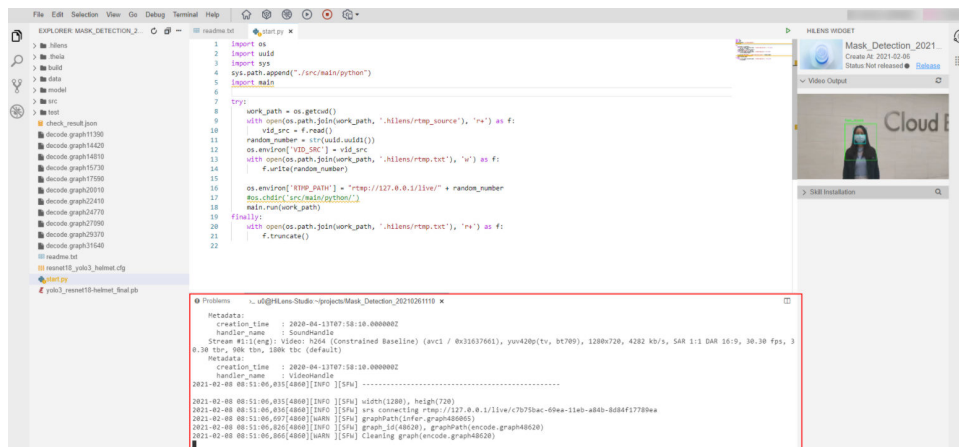 File Edit Selection View Go Debug Terminal Help
EXPLORER: MASK_DETECTION_2...
.hilens
.theia
build
data
model
src
test
check_result.json
decode.graph11390
decode.graph14420
decode.graph14810
decode.graph15730
decode.graph17590
decode.graph20010
decode.graph22410
decode.graph24770
decode.graph27090
decode.graph29370
decode.graph31640
readme.txt
resnet18_yolo3_helmet.cfg
start.py
yolo3_resnet18-helmet_final.pb
readme.txt start.py ×
1 import os
2 import uuid
3 import sys
4 sys.path.append("./src/main/python")
5 import main
6
7 try:
8 work_path = os.getcwd()
9 with open(os.path.join(work_path, '.hilens/rtmp_source'), 'r+') as f:
10 vid_src = f.read()
11 random_number = str(uuid.uuid1())
12 os.environ['VID_SRC'] = vid_src
13 with open(os.path.join(work_path, '.hilens/rtmp.txt'), 'w') as f:
14 f.write(random_number)
15
16 os.environ['RTMP_PATH'] = "rtmp://127.0.0.1/live/" + random_number
17 #os.chdir('src/main/python/')
18 main.run(work_path)
19 finally:
20 with open(os.path.join(work_path, '.hilens/rtmp.txt'), 'r+') as f:
21 f.truncate()
22
HILENS WIDGET
Mask_Detection_2021...
Create At: 2021-02-06
Status:Not released Release
Video Output
Cloud
Skill Installation
Problems >_ u0@HiLens-Studio:~/projects/Mask_Detection_20210261110 ×
Metadata:
creation_time : 2020-04-13T07:58:10.000000Z
handler_name : SoundHandle
Stream #1:1(eng): Video: h264 (Constrained Baseline) (avc1 / 0x31637661), yuv420p(tv, bt709), 1280x720, 4282 kb/s, SAR 1:1 DAR 16:9, 30.30 fps, 3
0.30 tbr, 90k tbn, 180k tbc (default)
Metadata:
creation_time : 2020-04-13T07:58:10.000000Z
handler_name : VideoHandle
2021-02-08 08:51:06,035[4860][INFO ][SFW] ------------------------------------------------
2021-02-08 08:51:06,035[4860][INFO ][SFW] width(1280), heigh(720)
2021-02-08 08:51:06,036[4860][INFO ][SFW] srs connecting rtmp://127.0.0.1/live/c7b75bac-69ea-11eb-a84b-8d84f17789ea
2021-02-08 08:51:06,697[4860][WARN ][SFW] graphPath(infer.graph486065)
2021-02-08 08:51:06,826[4860][INFO ][SFW] graph_id(48620), graphPath(encode.graph48620)
2021-02-08 08:51:06,866[4860][WARN ][SFW] Cleaning graph(encode.graph48620)